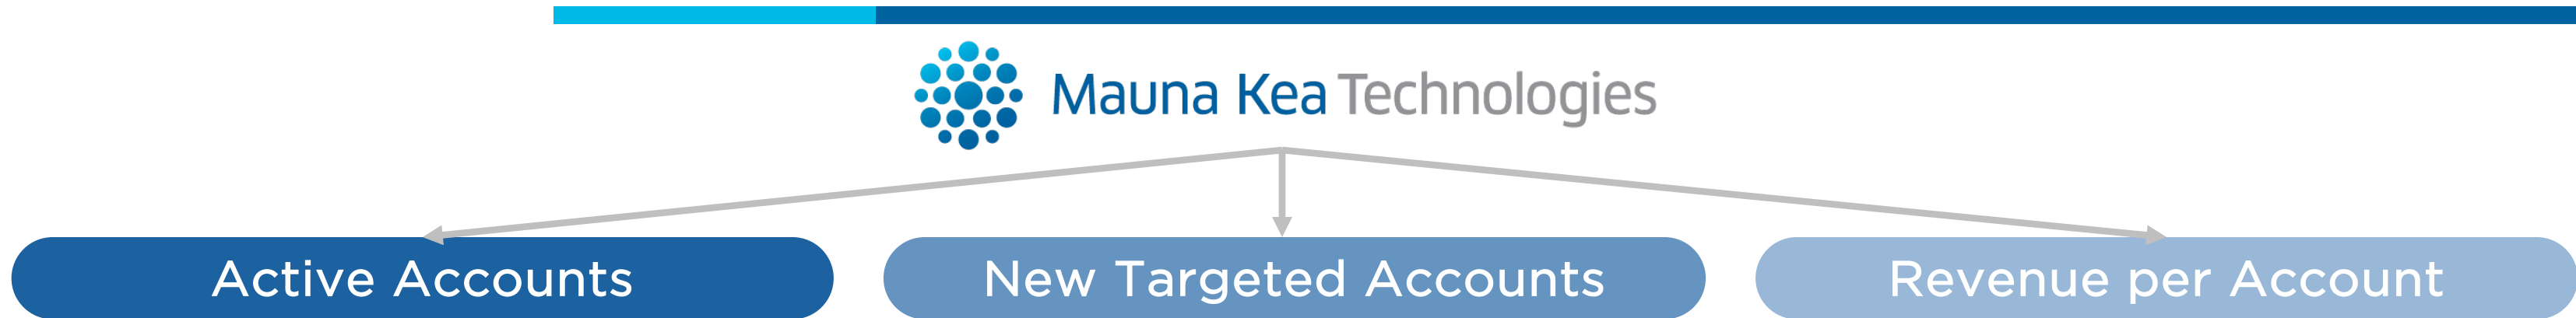 Mauna Kea Technologies
Active Accounts
New Targeted Accounts
Revenue per Account